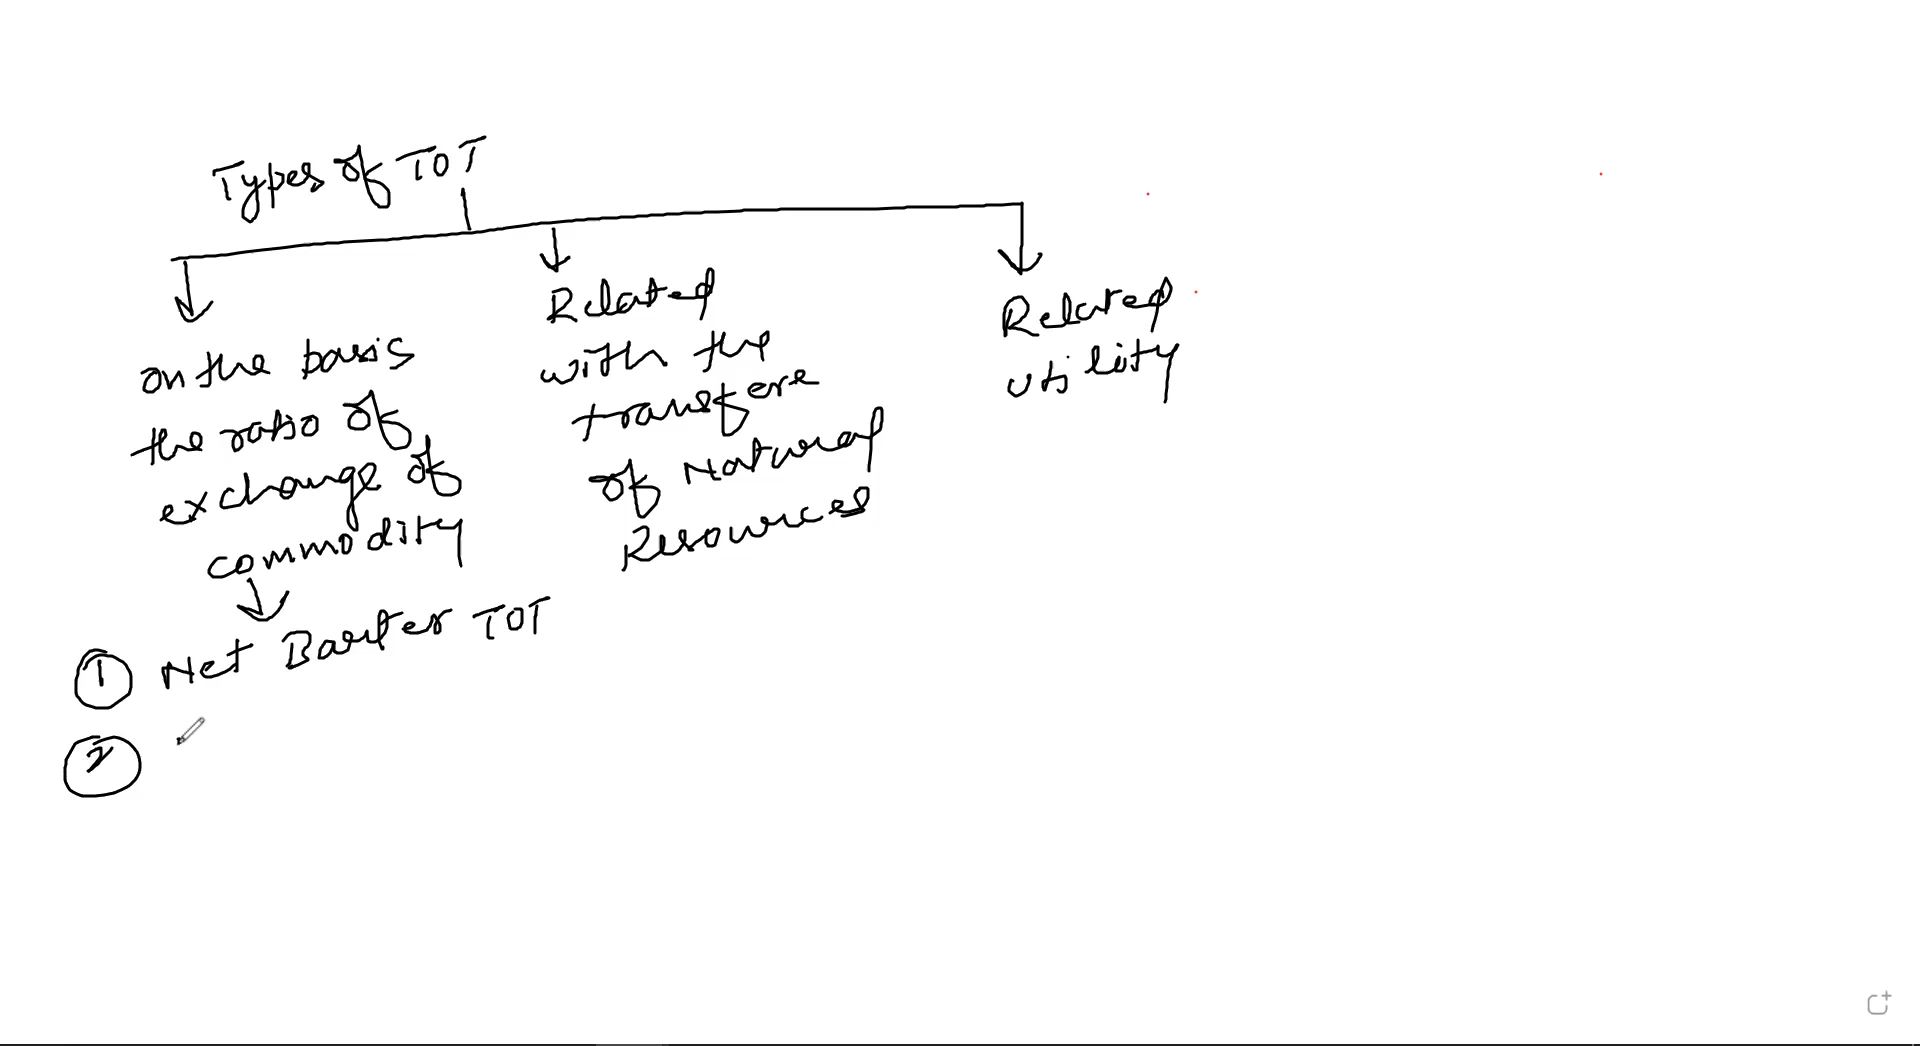 Types of TOT
on the basis
the ratio of
exchange of
commodity
Related
with the
transfere
of Natural
Resources
Related
utility
1 Net Barter TOT
2